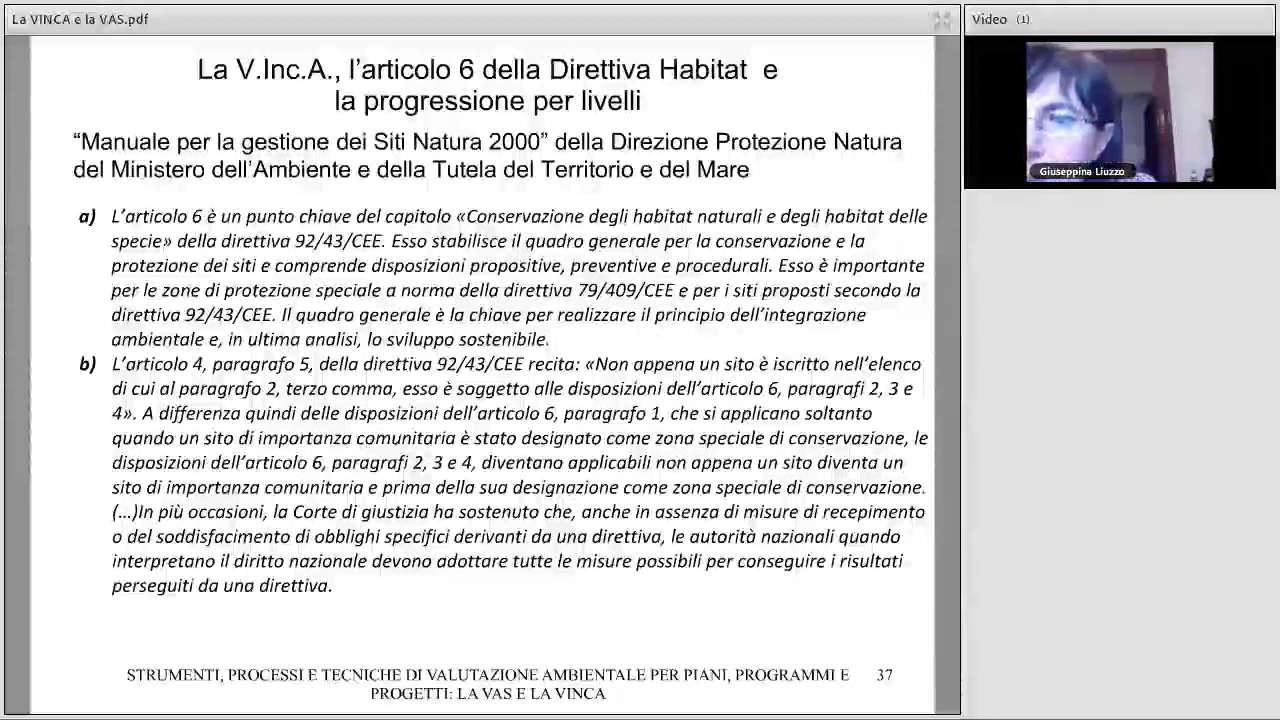 La VINCA e la VAS.pdf
Video (1)
La V.Inc.A., l’articolo 6 della Direttiva Habitat e
la progressione per livelli
“Manuale per la gestione dei Siti Natura 2000” della Direzione Protezione Natura
del Ministero dell’Ambiente e della Tutela del Territorio e del Mare
a) L’articolo 6 è un punto chiave del capitolo «Conservazione degli habitat naturali e degli habitat delle
specie» della direttiva 92/43/CEE. Esso stabilisce il quadro generale per la conservazione e la
protezione dei siti e comprende disposizioni propositive, preventive e procedurali. Esso è importante
per le zone di protezione speciale a norma della direttiva 79/409/CEE e per i siti proposti secondo la
direttiva 92/43/CEE. Il quadro generale è la chiave per realizzare il principio dell’integrazione
ambientale e, in ultima analisi, lo sviluppo sostenibile.
b) L’articolo 4, paragrafo 5, della direttiva 92/43/CEE recita: «Non appena un sito è iscritto nell’elenco
di cui al paragrafo 2, terzo comma, esso è soggetto alle disposizioni dell’articolo 6, paragrafi 2, 3 e
4». A differenza quindi delle disposizioni dell’articolo 6, paragrafo 1, che si applicano soltanto
quando un sito di importanza comunitaria è stato designato come zona speciale di conservazione, le
disposizioni dell’articolo 6, paragrafi 2, 3 e 4, diventano applicabili non appena un sito diventa un
sito di importanza comunitaria e prima della sua designazione come zona speciale di conservazione.
(...)In più occasioni, la Corte di giustizia ha sostenuto che, anche in assenza di misure di recepimento
o del soddisfacimento di obblighi specifici derivanti da una direttiva, le autorità nazionali quando
interpretano il diritto nazionale devono adottare tutte le misure possibili per conseguire i risultati
perseguiti da una direttiva.
STRUMENTI, PROCESSI E TECNICHE DI VALUTAZIONE AMBIENTALE PER PIANI, PROGRAMMI E
PROGETTI: LA VAS E LA VINCA
37
Giuseppina Liuzzo